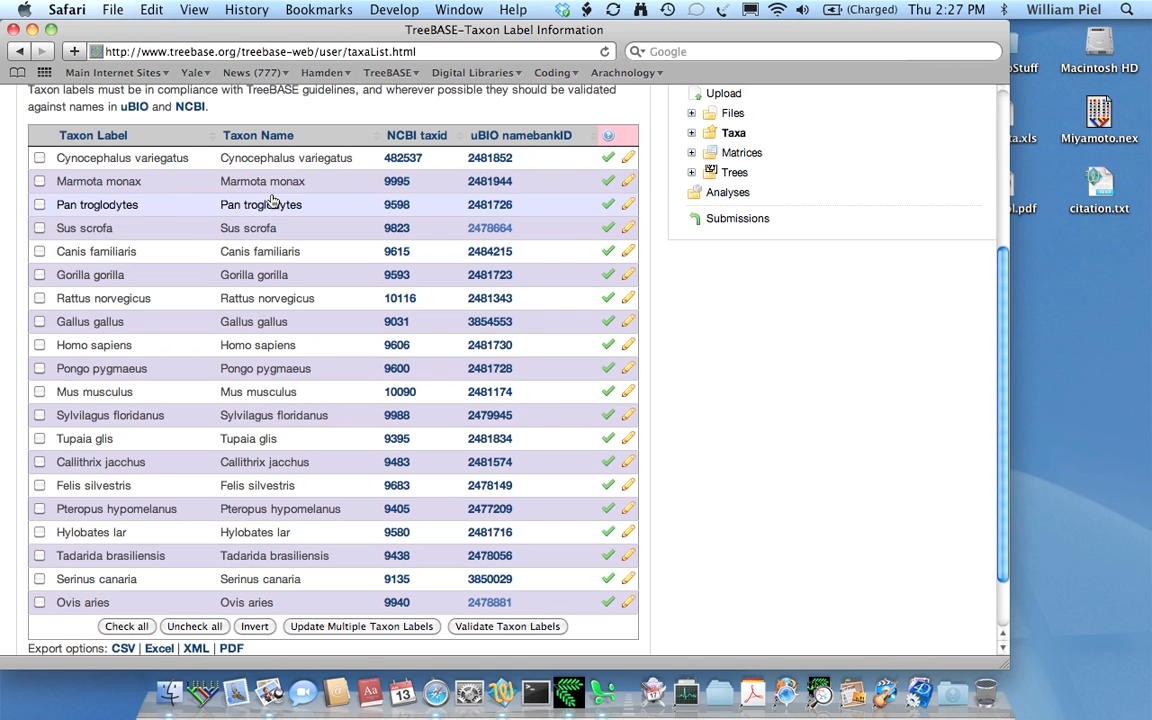 Safari File Edit View History Bookmarks Develop Window Help (Charged) Thu 2:27 PM William Piel
TreeBASE-Taxon Label Information
http://www.treebase.org/treebase-web/user/taxaList.html Google
Main Internet Sites Yale News (777) Hamden TreeBASE Digital Libraries Coding Arachnology
Taxon labels must be in compliance with TreeBASE guidelines, and wherever possible they should be validated
against names in uBIO and NCBI.
Taxon Label Taxon Name NCBI taxid uBIO namebankID
Cynocephalus variegatus Cynocephalus variegatus 482537 2481852
Marmota monax Marmota monax 9995 2481944
Pan troglodytes Pan troglodytes 9598 2481726
Sus scrofa Sus scrofa 9823 2478664
Canis familiaris Canis familiaris 9615 2484215
Gorilla gorilla Gorilla gorilla 9593 2481723
Rattus norvegicus Rattus norvegicus 10116 2481343
Gallus gallus Gallus gallus 9031 3854553
Homo sapiens Homo sapiens 9606 2481730
Pongo pygmaeus Pongo pygmaeus 9600 2481728
Mus musculus Mus musculus 10090 2481174
Sylvilagus floridanus Sylvilagus floridanus 9988 2479945
Tupaia glis Tupaia glis 9395 2481834
Callithrix jacchus Callithrix jacchus 9483 2481574
Felis silvestris Felis silvestris 9683 2478149
Pteropus hypomelanus Pteropus hypomelanus 9405 2477209
Hylobates lar Hylobates lar 9580 2481716
Tadarida brasiliensis Tadarida brasiliensis 9438 2478056
Serinus canaria Serinus canaria 9135 3850029
Ovis aries Ovis aries 9940 2478881
Check all Uncheck all Invert Update Multiple Taxon Labels Validate Taxon Labels
Export options: CSV | Excel | XML | PDF
Upload
Files
Taxa
Matrices
Trees
Analyses
Submissions
Macintosh HD
Miyamoto.nex
citation.txt
13